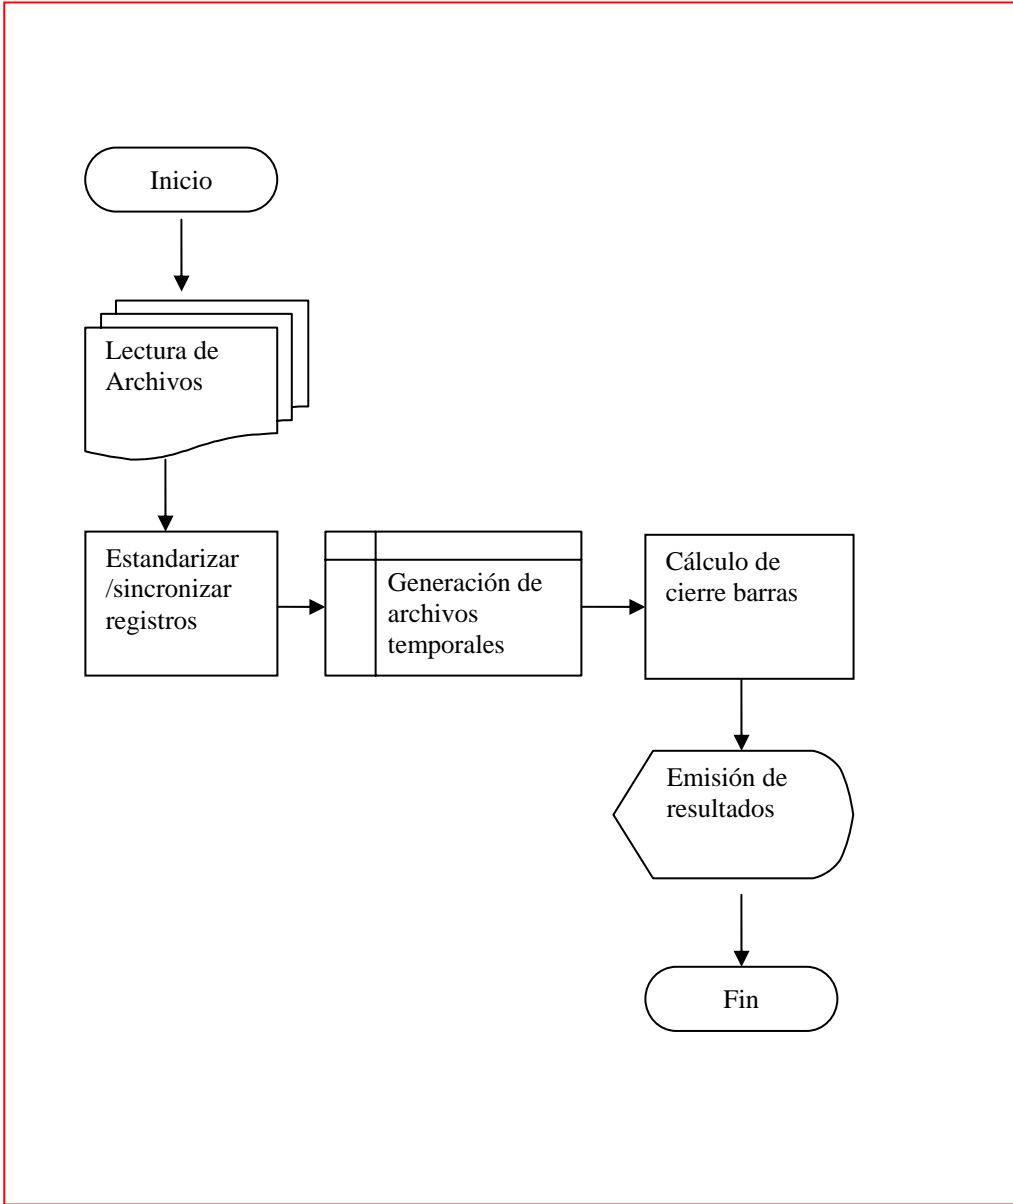 Inicio
Lectura de
Archivos
Estandarizar
/sincronizar
registros
Generación de
archivos
temporales
Cálculo de
cierre barras
Emisión de
resultados
Fin